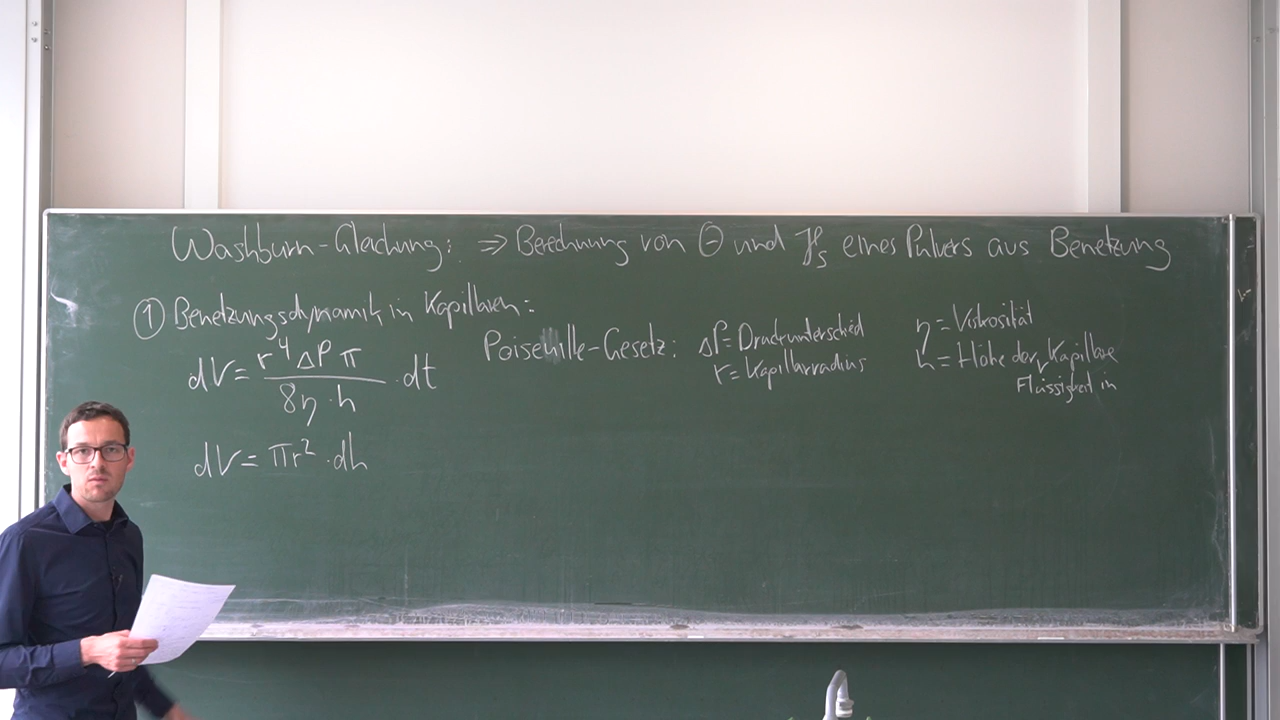 Washburn-Gleichung: ⇒ Berechnung von Θ und γs eines Pulvers aus Benetzung
① Benetzungsdynamik in Kapillaren:
dV = r⁴ ΔP π / 8η · h · dt
Poiseuille-Gesetz: ΔP = Druckunterschied
r = Kapillarradius
η = Viskosität
h = Höhe der Kapillare
Flüssigkeit in
dV = πr² · dh